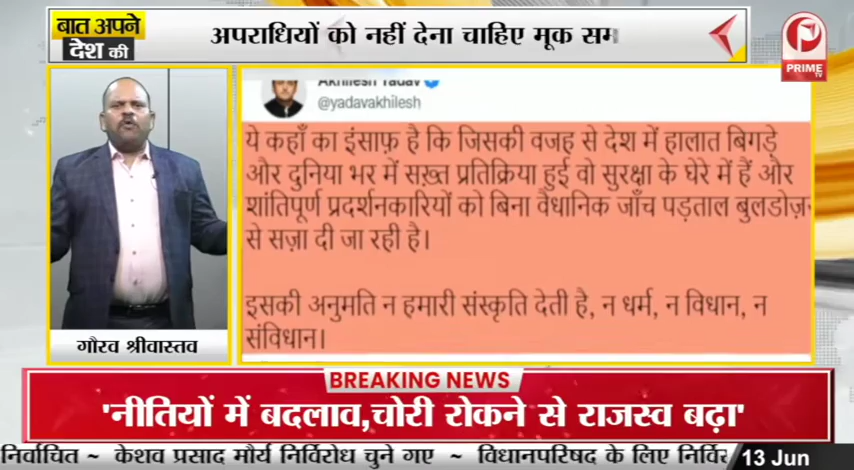 बात अपने
देश की
अपराधियों को नहीं देना चाहिए मूक
PRIME
TV
Akhilesh Yadav
@yadavakhilesh
ये कहाँ का इंसाफ़ है कि जिसकी वजह से देश में हालात बिगड़े
और दुनिया भर में सख़्त प्रतिक्रिया हुई वो सुरक्षा के घेरे में हैं और
शांतिपूर्ण प्रदर्शनकारियों को बिना वैधानिक जाँच पड़ताल बुलडोज़र
से सज़ा दी जा रही है।
इसकी अनुमति न हमारी संस्कृति देती है, न धर्म, न विधान, न
संविधान।
गौरव श्रीवास्तव
BREAKING NEWS
'नीतियों में बदलाव,चोरी रोकने से राजस्व बढ़ा'
निर्वाचित ~ केशव प्रसाद मौर्य निर्विरोध चुने गए ~ विधानपरिषद के लिए
13 Jun